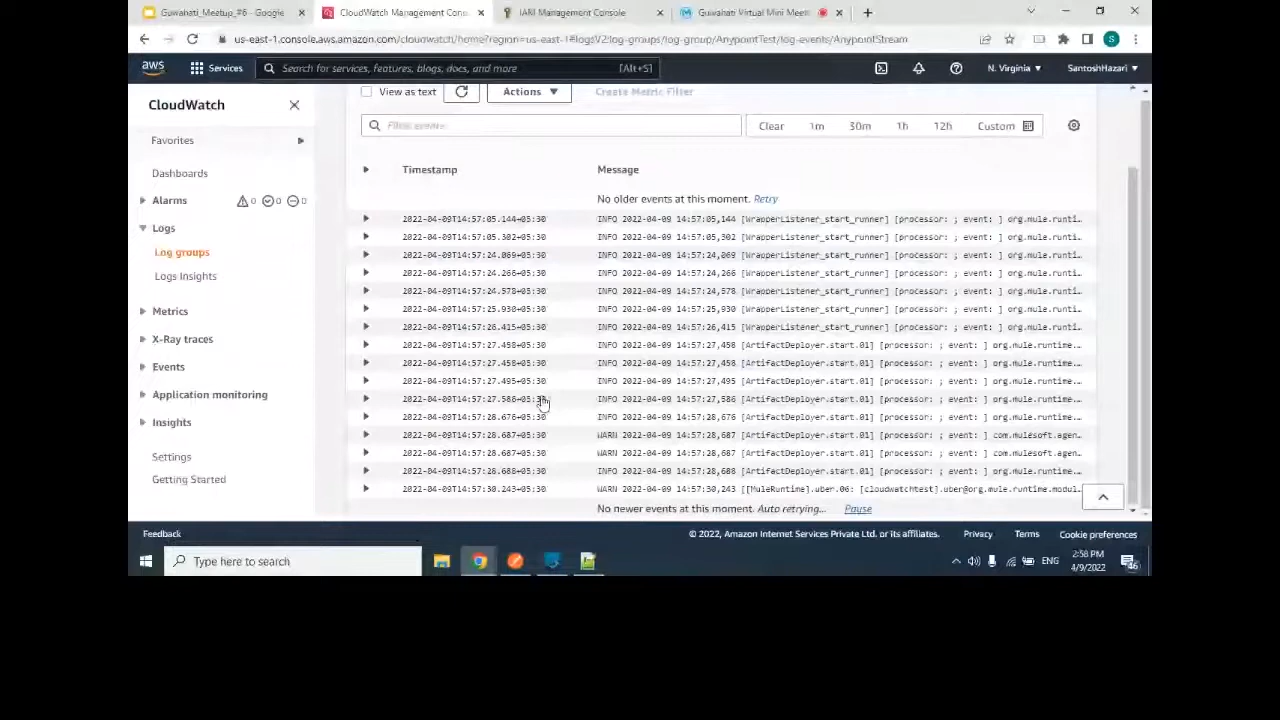 Guwahati_Meetup_#6 - Google
CloudWatch Management Cons
IAM Management Console
Guwahati Virtual Mini Meet
us-east-1.console.aws.amazon.com/cloudwatch/home?region=us-east-1#logsV2:log-groups/log-group/AnypointTest/log-events/AnypointStream
aws Services Search for services, features, blogs, docs, and more [Alt+S] N. Virginia SantoshHazari
CloudWatch
Favorites
Dashboards
Alarms 0 0 0
Logs
Log groups
Logs Insights
Metrics
X-Ray traces
Events
Application monitoring
Insights
Settings
Getting Started
View as text Actions Create Metric Filter
Filter events Clear 1m 30m 1h 12h Custom
Timestamp Message
No older events at this moment. Retry
2022-04-09T14:57:05.144+05:30 INFO 2022-04-09 14:57:05,144 [WrapperListener_start_runner] [processor: ; event: ] org.mule.runti…
2022-04-09T14:57:05.302+05:30 INFO 2022-04-09 14:57:05,302 [WrapperListener_start_runner] [processor: ; event: ] org.mule.runti…
2022-04-09T14:57:24.069+05:30 INFO 2022-04-09 14:57:24,069 [WrapperListener_start_runner] [processor: ; event: ] org.mule.runti…
2022-04-09T14:57:24.266+05:30 INFO 2022-04-09 14:57:24,266 [WrapperListener_start_runner] [processor: ; event: ] org.mule.runti…
2022-04-09T14:57:24.578+05:30 INFO 2022-04-09 14:57:24,578 [WrapperListener_start_runner] [processor: ; event: ] org.mule.runti…
2022-04-09T14:57:25.930+05:30 INFO 2022-04-09 14:57:25,930 [WrapperListener_start_runner] [processor: ; event: ] org.mule.runti…
2022-04-09T14:57:26.415+05:30 INFO 2022-04-09 14:57:26,415 [WrapperListener_start_runner] [processor: ; event: ] org.mule.runti…
2022-04-09T14:57:27.458+05:30 INFO 2022-04-09 14:57:27,458 [ArtifactDeployer.start.01] [processor: ; event: ] org.mule.runtime…
2022-04-09T14:57:27.458+05:30 INFO 2022-04-09 14:57:27,458 [ArtifactDeployer.start.01] [processor: ; event: ] org.mule.runtime…
2022-04-09T14:57:27.495+05:30 INFO 2022-04-09 14:57:27,495 [ArtifactDeployer.start.01] [processor: ; event: ] org.mule.runtime…
2022-04-09T14:57:27.586+05:30 INFO 2022-04-09 14:57:27,586 [ArtifactDeployer.start.01] [processor: ; event: ] org.mule.runtime…
2022-04-09T14:57:28.676+05:30 INFO 2022-04-09 14:57:28,676 [ArtifactDeployer.start.01] [processor: ; event: ] org.mule.runtime…
2022-04-09T14:57:28.687+05:30 WARN 2022-04-09 14:57:28,687 [ArtifactDeployer.start.01] [processor: ; event: ] com.mulesoft.agen…
2022-04-09T14:57:28.687+05:30 WARN 2022-04-09 14:57:28,687 [ArtifactDeployer.start.01] [processor: ; event: ] com.mulesoft.agen…
2022-04-09T14:57:28.688+05:30 INFO 2022-04-09 14:57:28,688 [ArtifactDeployer.start.01] [processor: ; event: ] org.mule.runtime…
2022-04-09T14:57:30.243+05:30 WARN 2022-04-09 14:57:30,243 [[MuleRuntime].uber.06: [cloudwatchtest].uber@org.mule.runtime.modul…
No newer events at this moment. Auto retrying… Pause
Feedback © 2022, Amazon Internet Services Private Ltd. or its affiliates. Privacy Terms Cookie preferences
Type here to search ENG 2:58 PM
4/9/2022
46